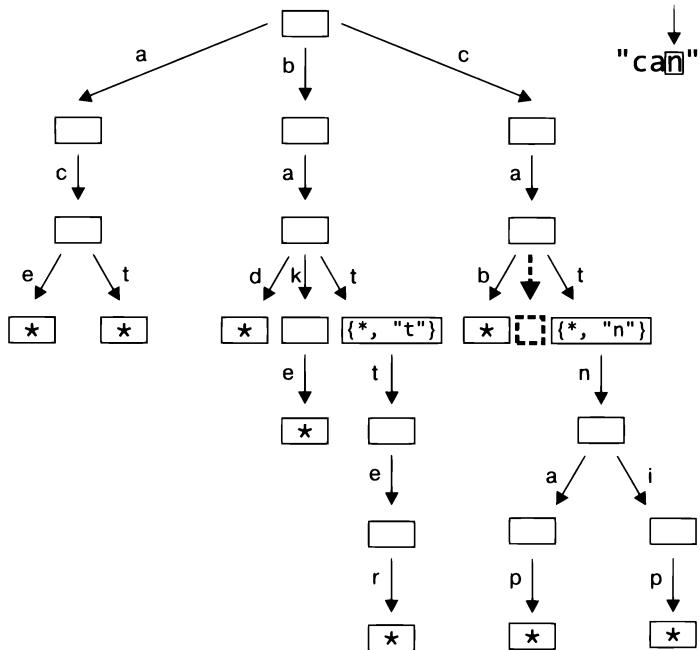 a b c
"can"
c a a
e t d k t b t
* * * {*, "t"} * {*, "n"}
e t n
*
e a i
r p p
* * *